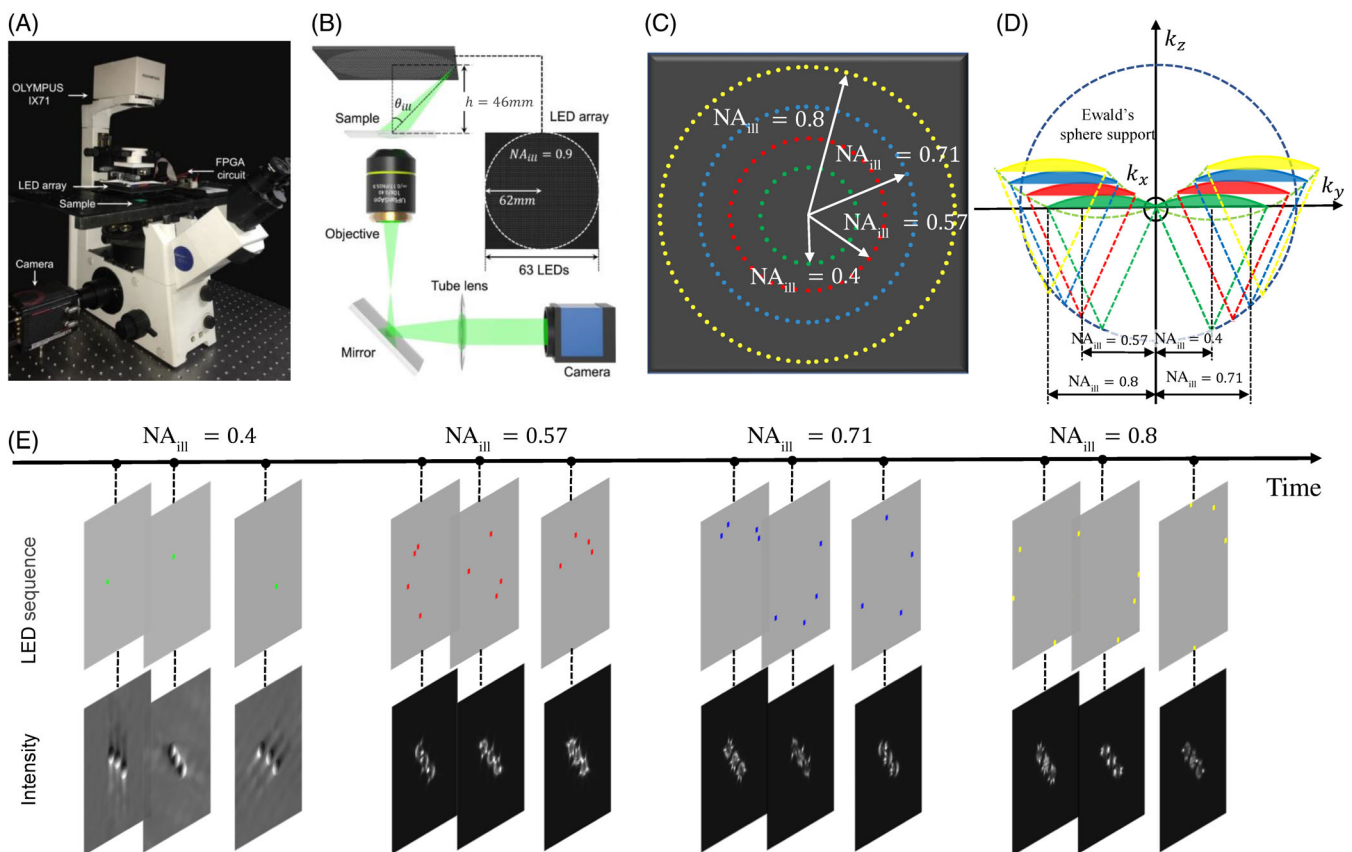 (A)
OLYMPUS
IX71
FPGA
circuit
LED array
Sample
Camera
(B)
θill
h = 46mm
Sample
LED array
NAill = 0.9
62mm
Objective
63 LEDs
Tube lens
Mirror
Camera
(C)
NAill = 0.8
NAill = 0.71
NAill = 0.57
NAill = 0.4
(D)
kz
Ewald's
sphere support
kx
ky
NAill = 0.57
NAill = 0.4
NAill = 0.8
NAill = 0.71
(E)
NAill = 0.4
NAill = 0.57
NAill = 0.71
NAill = 0.8
Time
LED sequence
Intensity